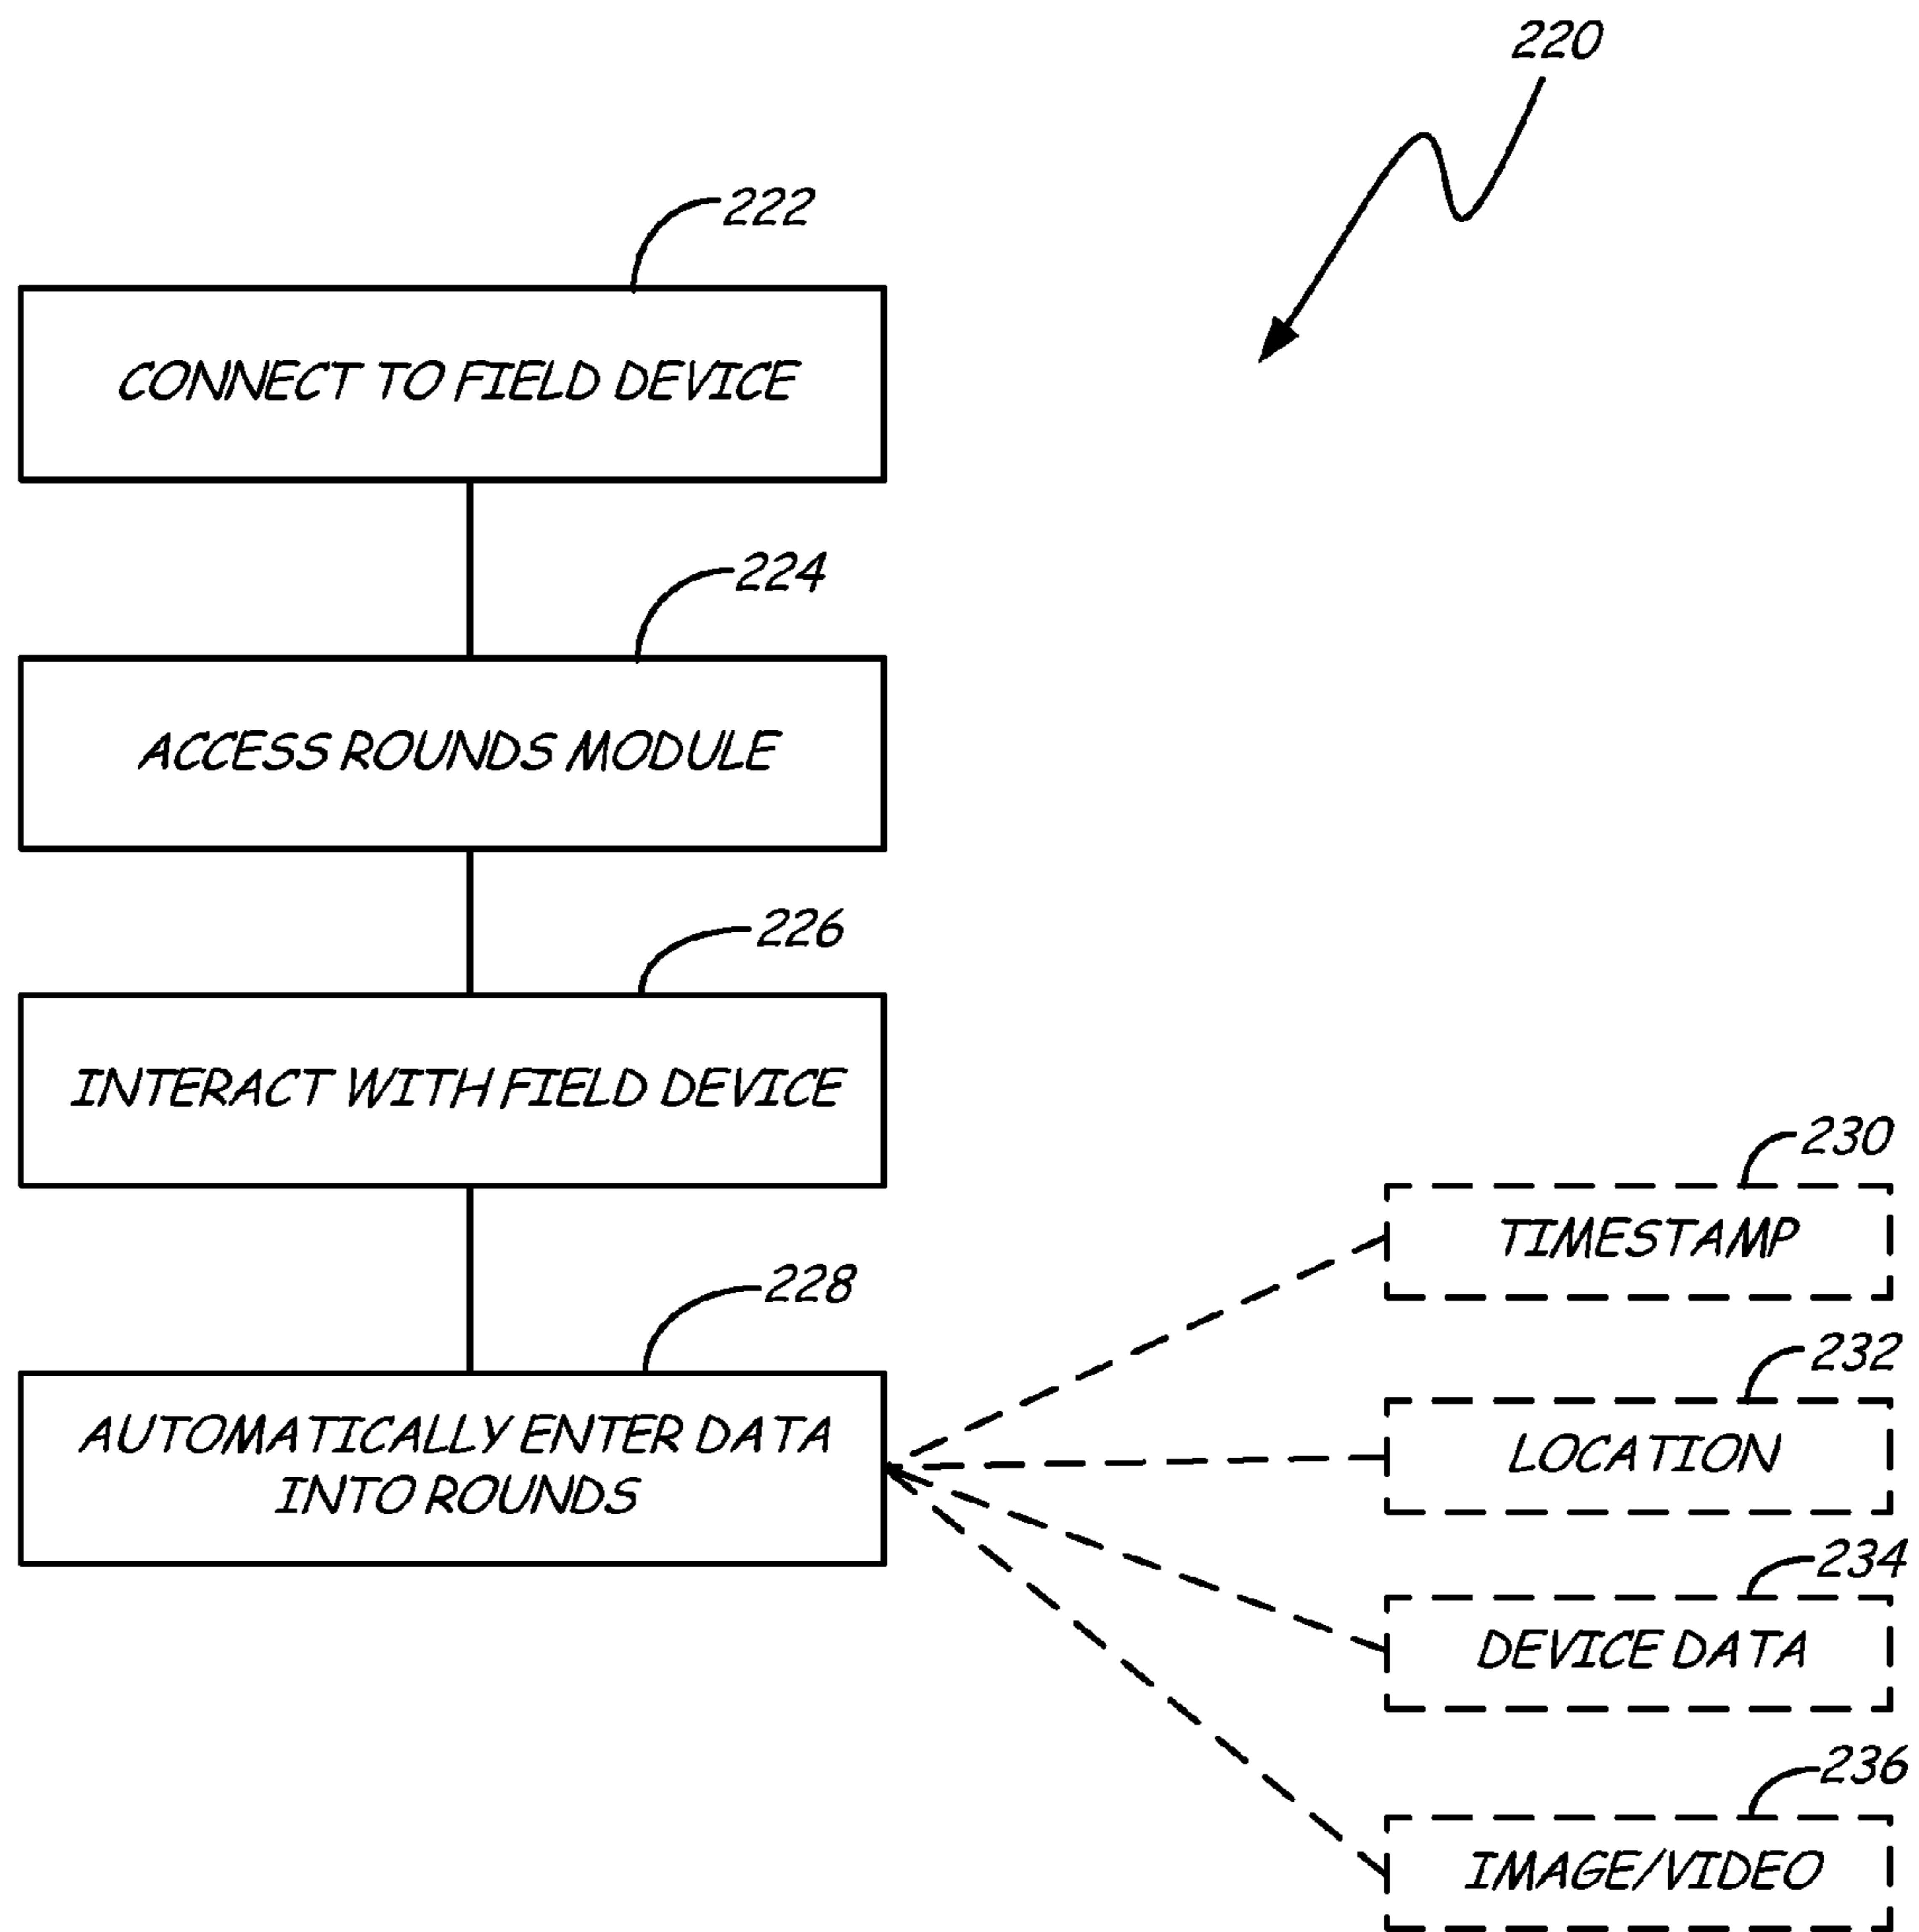 220
222
CONNECT TO FIELD DEVICE
224
ACCESS ROUNDS MODULE
226
INTERACT WITH FIELD DEVICE
228
AUTOMATICALLY ENTER DATA
INTO ROUNDS
230
TIMESTAMP
232
LOCATION
234
DEVICE DATA
236
IMAGE/VIDEO